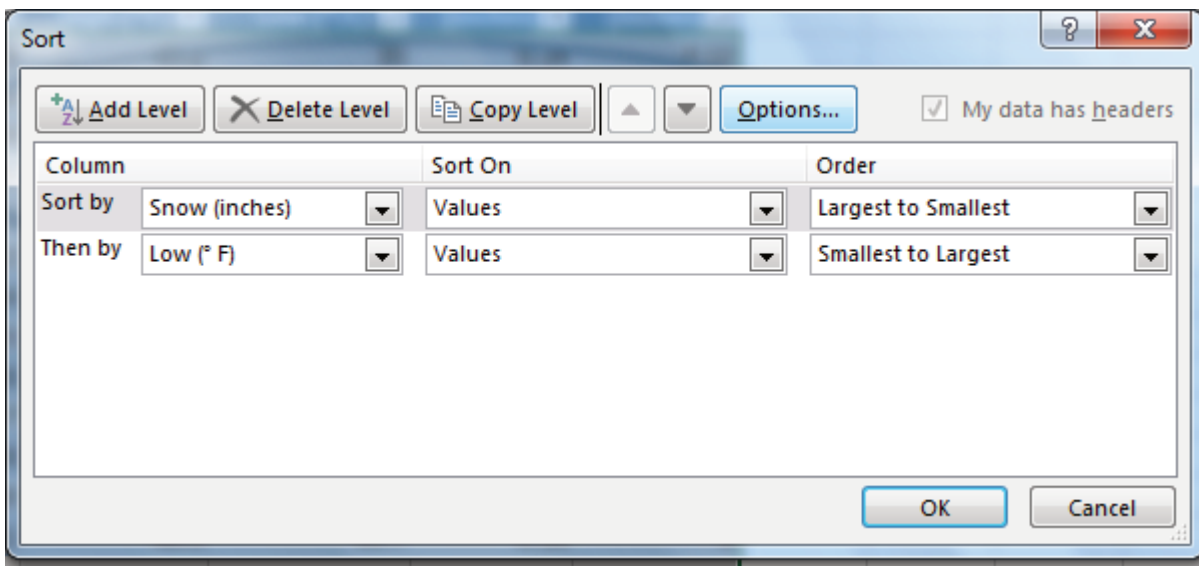 Sort
Add Level Delete Level Copy Level Options... My data has headers
Column Sort On Order
Sort by Snow (inches) Values Largest to Smallest
Then by Low (° F) Values Smallest to Largest
OK Cancel